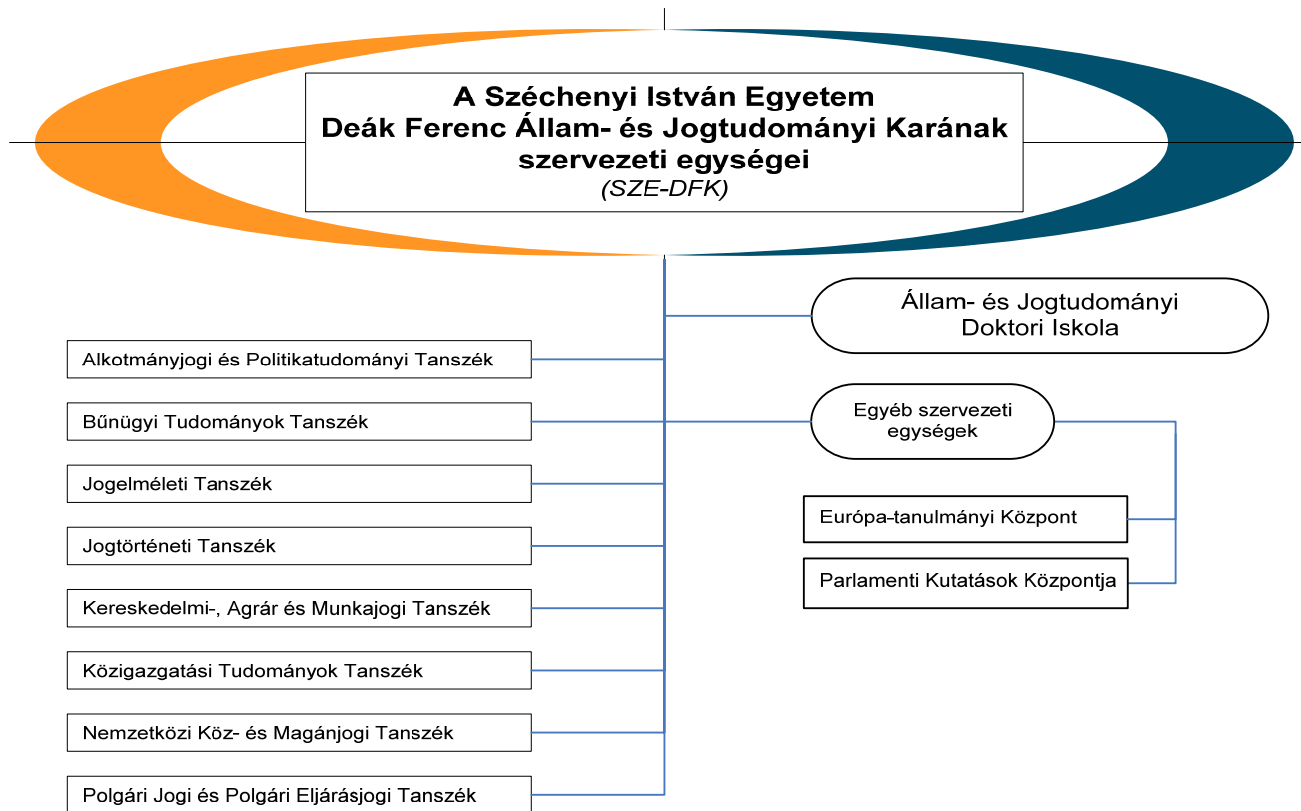 A Széchenyi István Egyetem
Deák Ferenc Állam- és Jogtudományi Karának
szervezeti egységei
(SZE-DFK)
Állam- és Jogtudományi
Doktori Iskola
Alkotmányjogi és Politikatudományi Tanszék
Bűnügyi Tudományok Tanszék
Jogelméleti Tanszék
Jogtörténeti Tanszék
Kereskedelmi-, Agrár és Munkajogi Tanszék
Közigazgatási Tudományok Tanszék
Nemzetközi Köz- és Magánjogi Tanszék
Polgári Jogi és Polgári Eljárásjogi Tanszék
Egyéb szervezeti
egységek
Európa-tanulmányi Központ
Parlamenti Kutatások Központja